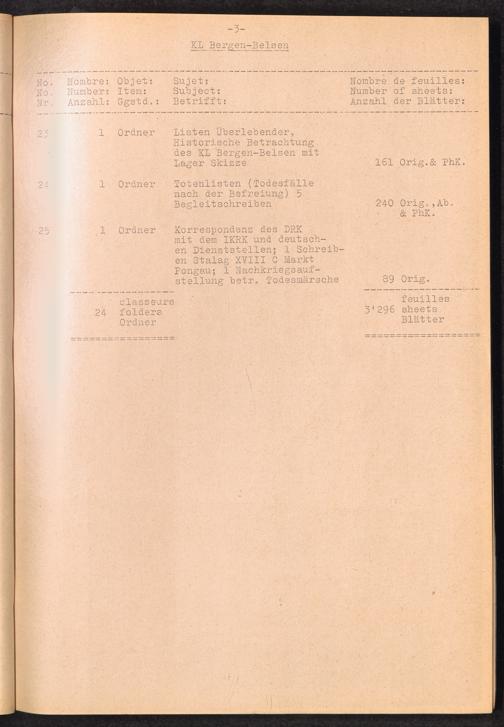 -3-
KL Bergen-Belsen
No. Nombre: Objet: Sujet: Nombre de feuilles:
No. Number: Item: Subject: Number of sheets:
Nr. Anzahl: Ggstd.: Betrifft: Anzahl der Blätter:
23 1 Ordner Listen Überlebender,
Historische Betrachtung
des KL Bergen-Belsen mit
Lager Skizze 161 Orig.& PhK.
24 1 Ordner Totenlisten (Todesfälle
nach der Befreiung) 5
Begleitschreiben 240 Orig.,Ab.
& PhK.
25 1 Ordner Korrespondenz des DRK
mit dem IKRK und deutsch-
en Dienststellen; 1 Schreib-
en Stalag XVIII C Markt
Pongau; 1 Nachkriegsauf-
stellung betr. Todesmärsche 89 Orig.
classeurs feuilles
24 folders 3'296 sheets
Ordner Blätter